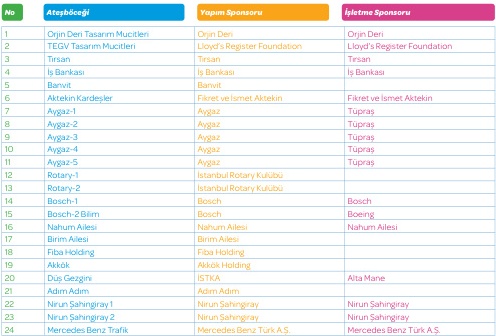 No Ateşböceği Yapım Sponsoru İşletme Sponsoru
1 Orjin Deri Tasarım Mucitleri Orjin Deri Orjin Deri
2 TEGV Tasarım Mucitleri Lloyd's Register Foundation Lloyd's Register Foundation
3 Tırsan Tırsan Tırsan
4 İş Bankası İş Bankası İş Bankası
5 Banvit Banvit
6 Aktekin Kardeşler Fikret ve İsmet Aktekin Fikret ve İsmet Aktekin
7 Aygaz-1 Aygaz Tüpraş
8 Aygaz-2 Aygaz Tüpraş
9 Aygaz-3 Aygaz Tüpraş
10 Aygaz-4 Aygaz Tüpraş
11 Aygaz-5 Aygaz Tüpraş
12 Rotary-1 İstanbul Rotary Kulübü
13 Rotary-2 İstanbul Rotary Kulübü
14 Bosch-1 Bosch Bosch
15 Bosch-2 Bilim Bosch Boeing
16 Nahum Ailesi Nahum Ailesi Nahum Ailesi
17 Birim Ailesi Birim Ailesi
18 Fiba Holding Fiba Holding
19 Akkök Akkök Holding
20 Düş Gezgini İSTKA Alta Mane
21 Adım Adım Adım Adım
22 Nirun Şahingiray 1 Nirun Şahingiray Nirun Şahingiray
23 Nirun Şahingiray 2 Nirun Şahingiray Nirun Şahingiray
24 Mercedes Benz Trafik Mercedes Benz Türk A.Ş. Mercedes Benz Türk A.Ş.